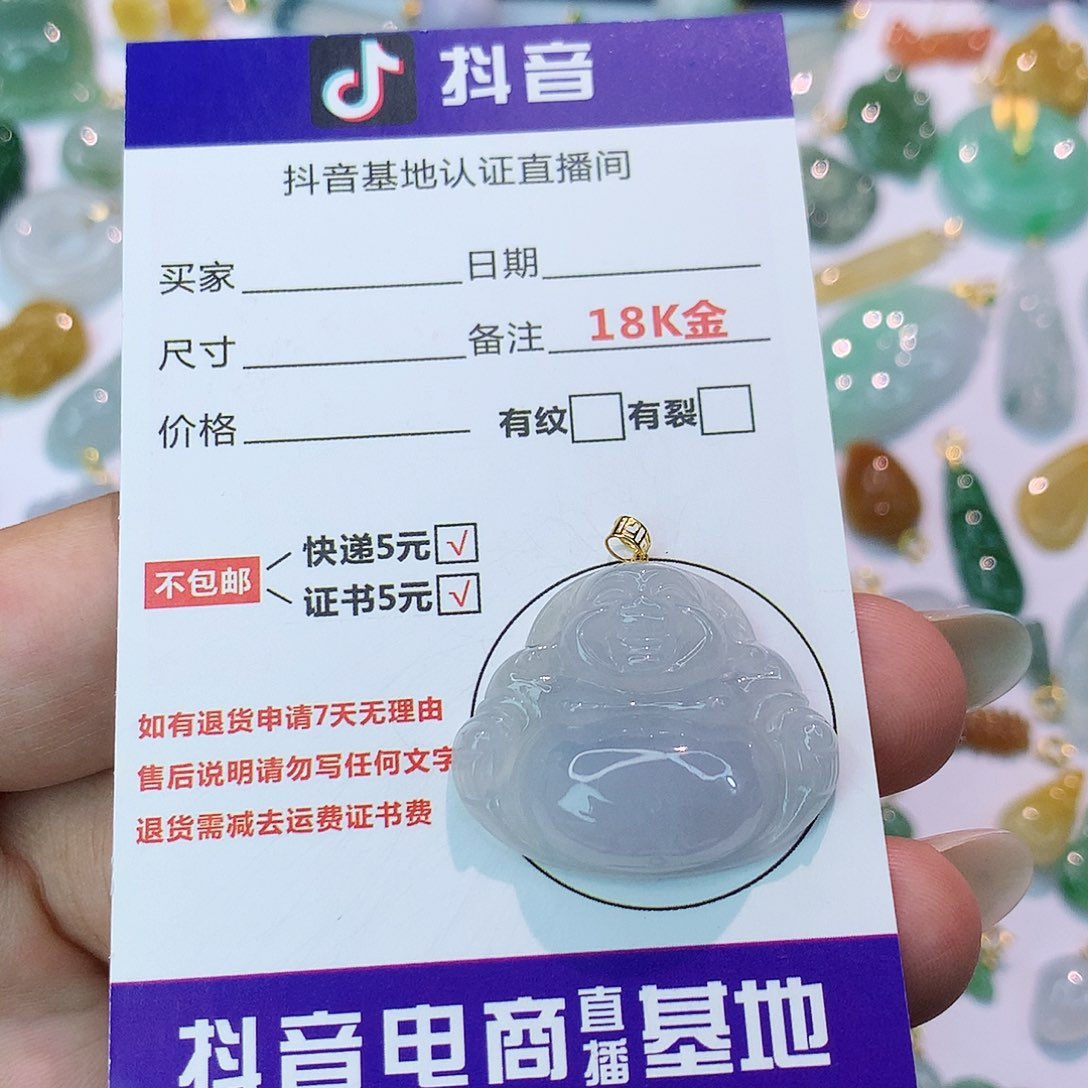 抖音
抖音基地认证直播间
买家 日期
尺寸 备注 18K金
价格 有纹 有裂
快递5元 √
不包邮
证书5元 √
如有退货申请7天无理由
售后说明请勿写任何文字
退货需减去运费证书费
抖音电商直播基地